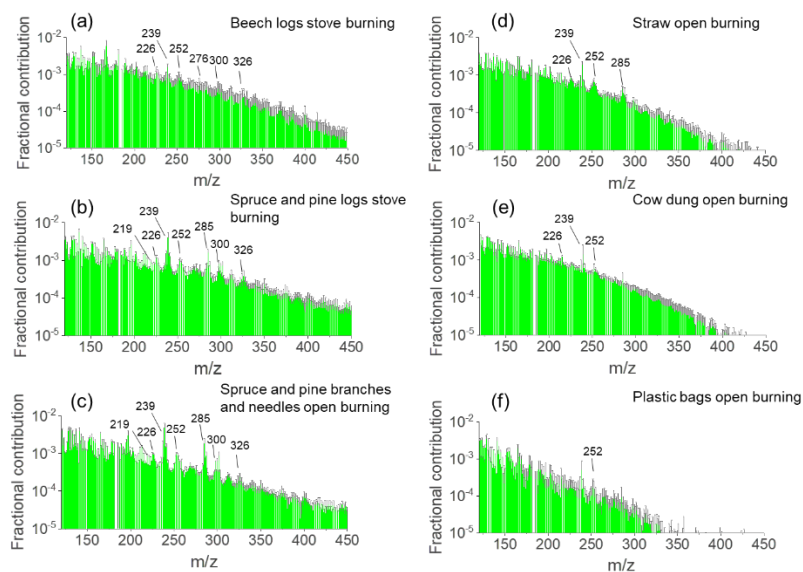 (a)
Beech logs stove burning
239
226
252
276
300
326
Fractional contribution
10-2
10-3
10-4
10-5
150 200 250 300 350 400 450
m/z
(b)
Spruce and pine logs stove
burning
239
219
226
252
285
300
326
Fractional contribution
10-2
10-3
10-4
10-5
150 200 250 300 350 400 450
m/z
(c)
Spruce and pine branches
and needles open burning
239
219
226
252
285
300
326
Fractional contribution
10-2
10-3
10-4
10-5
150 200 250 300 350 400 450
m/z
(d)
Straw open burning
239
226
252
285
Fractional contribution
10-2
10-3
10-4
10-5
150 200 250 300 350 400 450
m/z
(e)
Cow dung open burning
239
226
252
Fractional contribution
10-2
10-3
10-4
10-5
150 200 250 300 350 400 450
m/z
(f)
Plastic bags open burning
252
Fractional contribution
10-2
10-3
10-4
10-5
150 200 250 300 350 400 450
m/z